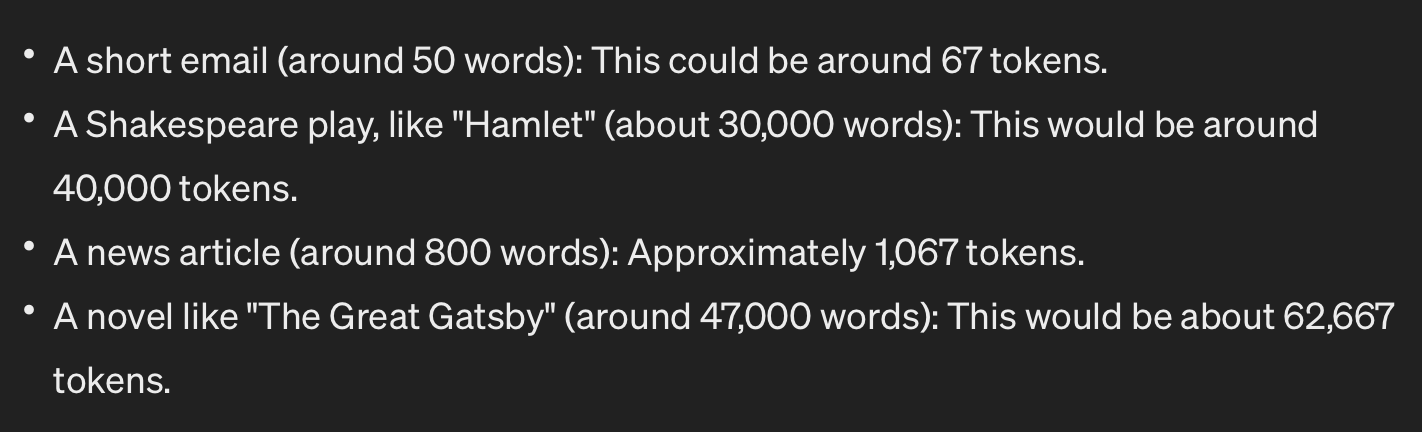 • A short email (around 50 words): This could be around 67 tokens.
• A Shakespeare play, like "Hamlet" (about 30,000 words): This would be around
40,000 tokens.
• A news article (around 800 words): Approximately 1,067 tokens.
• A novel like "The Great Gatsby" (around 47,000 words): This would be about 62,667
tokens.